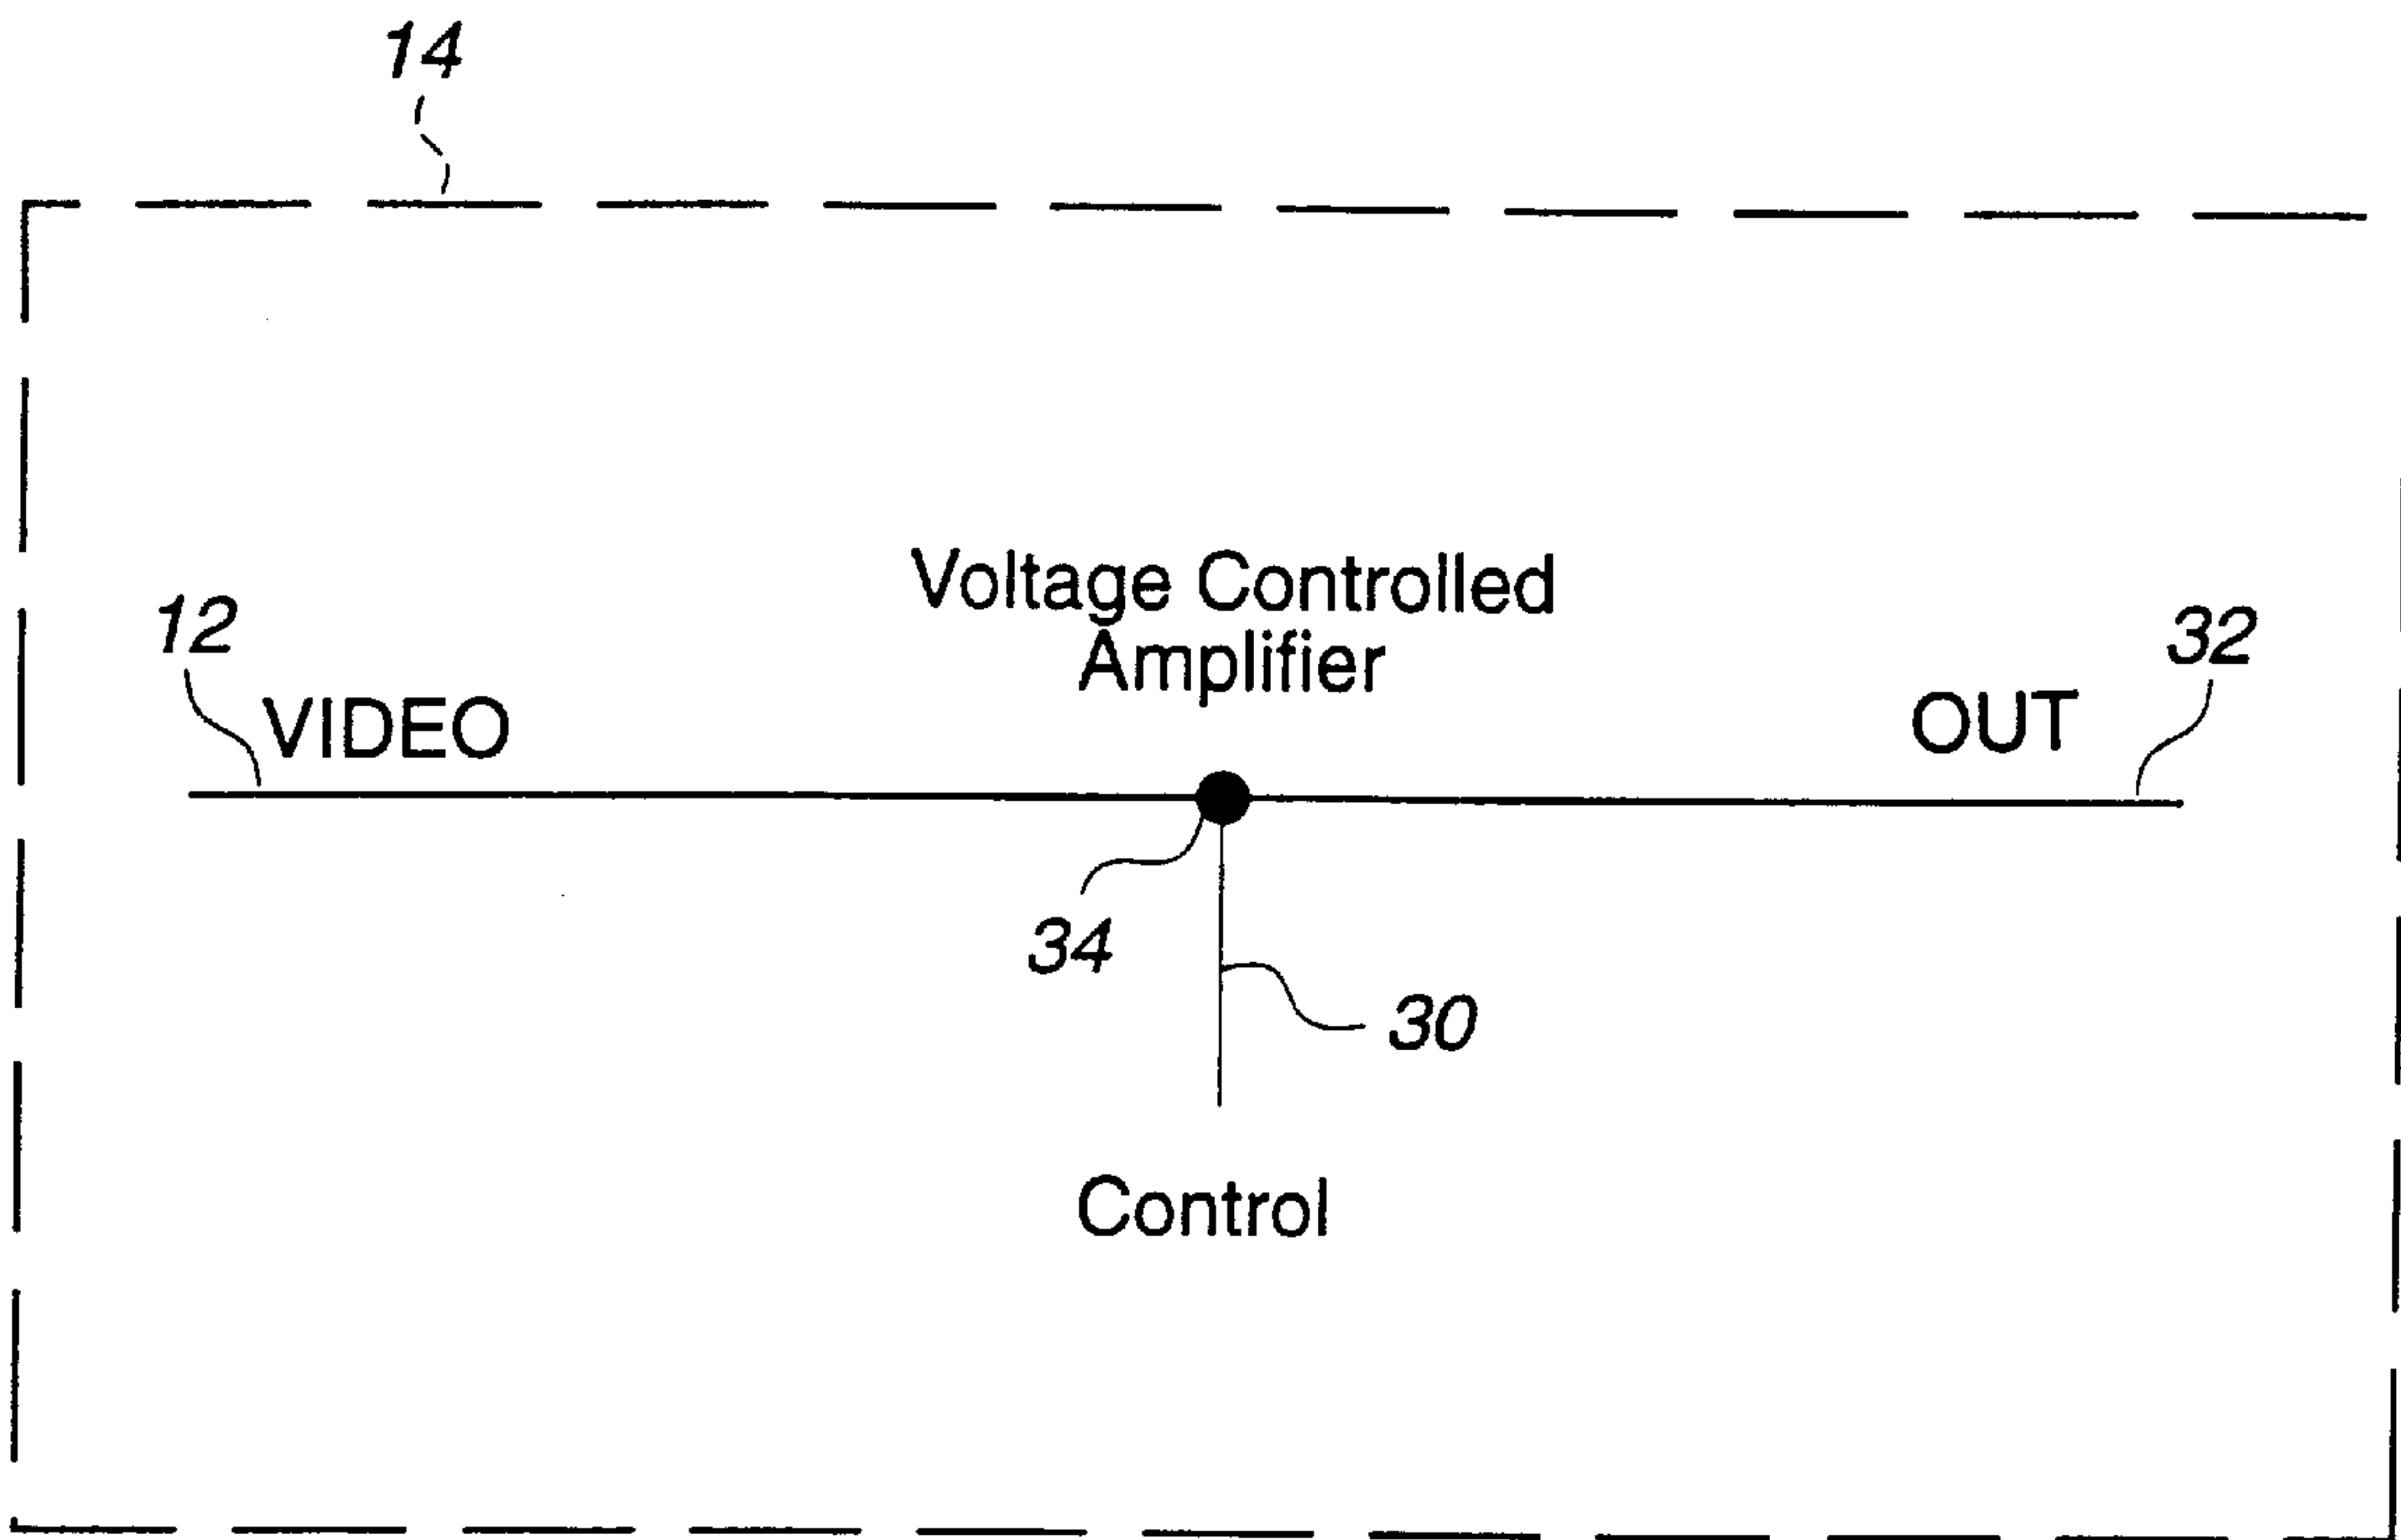 14
Voltage Controlled
Amplifier
12
32
VIDEO
OUT
34
30
Control